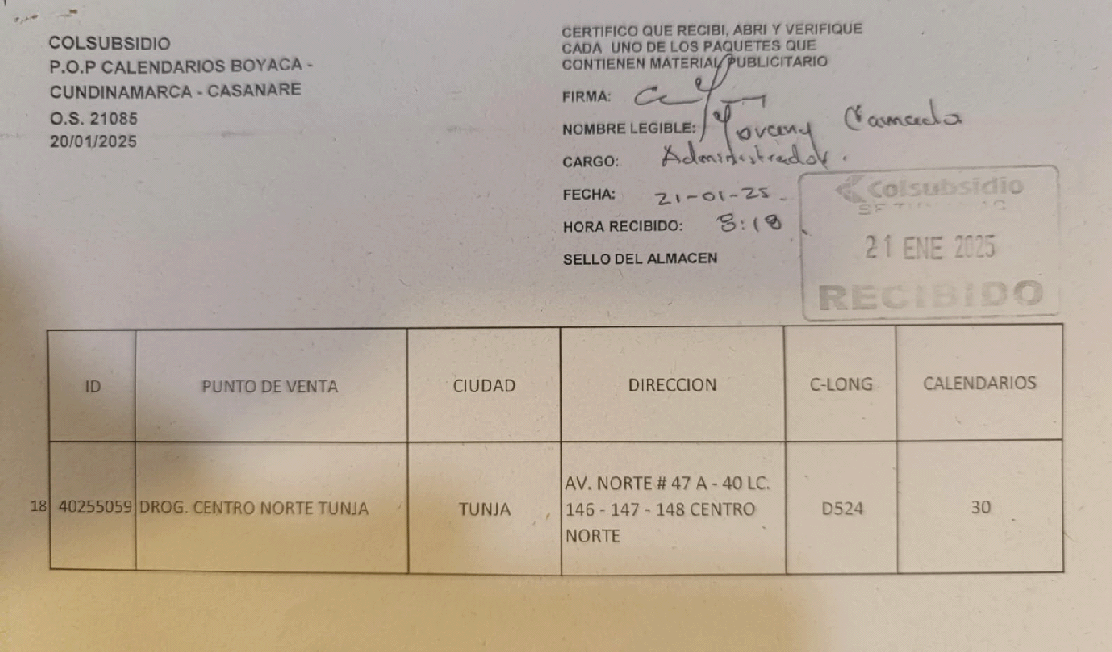 COLSUBSIDIO
P.O.P CALENDARIOS BOYACA -
CUNDINAMARCA - CASANARE
O.S. 21085
20/01/2025
CERTIFICO QUE RECIBI, ABRI Y VERIFIQUE
CADA UNO DE LOS PAQUETES QUE
CONTIENEN MATERIAL PUBLICITARIO
FIRMA:
NOMBRE LEGIBLE:
CARGO: Administrador.
FECHA: 21-01-25
HORA RECIBIDO: 8:18
SELLO DEL ALMACEN
Colsubsidio
21 ENE 2025
RECIBIDO
ID PUNTO DE VENTA CIUDAD DIRECCION C-LONG CALENDARIOS
18 40255059 DROG. CENTRO NORTE TUNJA TUNJA AV. NORTE # 47 A - 40 LC.
146 - 147 - 148 CENTRO
NORTE D524 30